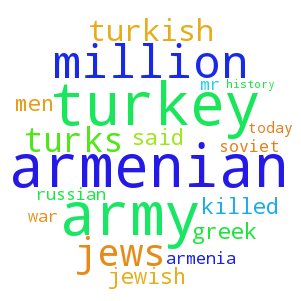 turkish
million
mr history
turkey
men today
turks said soviet
armenian
russian killed
army
war greek
jews armenia
jewish